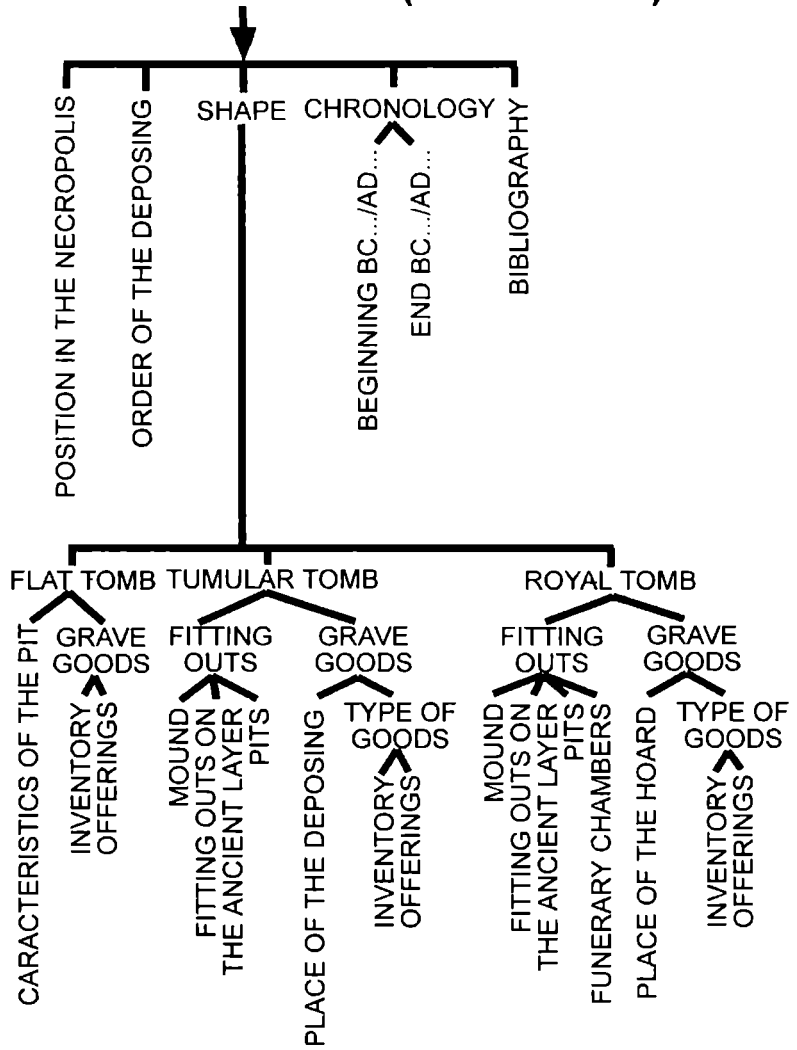 POSITION IN THE NECROPOLIS
ORDER OF THE DEPOSING
SHAPE
CHRONOLOGY
BEGINNING BC.../AD...
END BC.../AD...
BIBLIOGRAPHY
FLAT TOMB
CARACTERISTICS OF THE PIT
GRAVE
GOODS
INVENTORY
OFFERINGS
TUMULAR TOMB
FITTING
OUTS
MOUND
FITTING OUTS ON
THE ANCIENT LAYER
PITS
GRAVE
GOODS
PLACE OF THE DEPOSING
TYPE OF
GOODS
INVENTORY
OFFERINGS
ROYAL TOMB
FITTING
OUTS
MOUND
FITTING OUTS ON
THE ANCIENT LAYER
PITS
FUNERARY CHAMBERS
GRAVE
GOODS
PLACE OF THE HOARD
TYPE OF
GOODS
INVENTORY
OFFERINGS